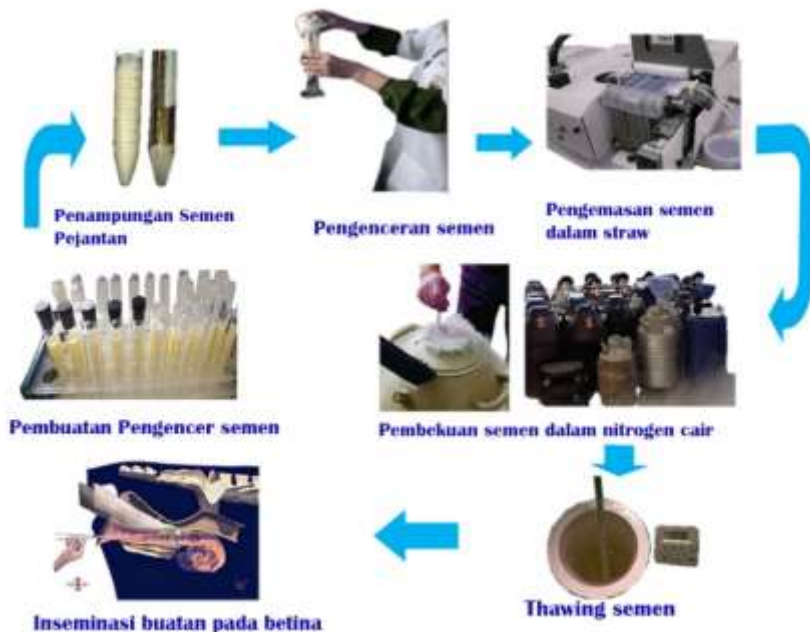 Penampungan Semen
Pejantan
Pengenceran semen
Pengemasan semen
dalam straw
Pembuatan Pengencer semen
Pembekuan semen dalam nitrogen cair
Thawing semen
Inseminasi buatan pada betina